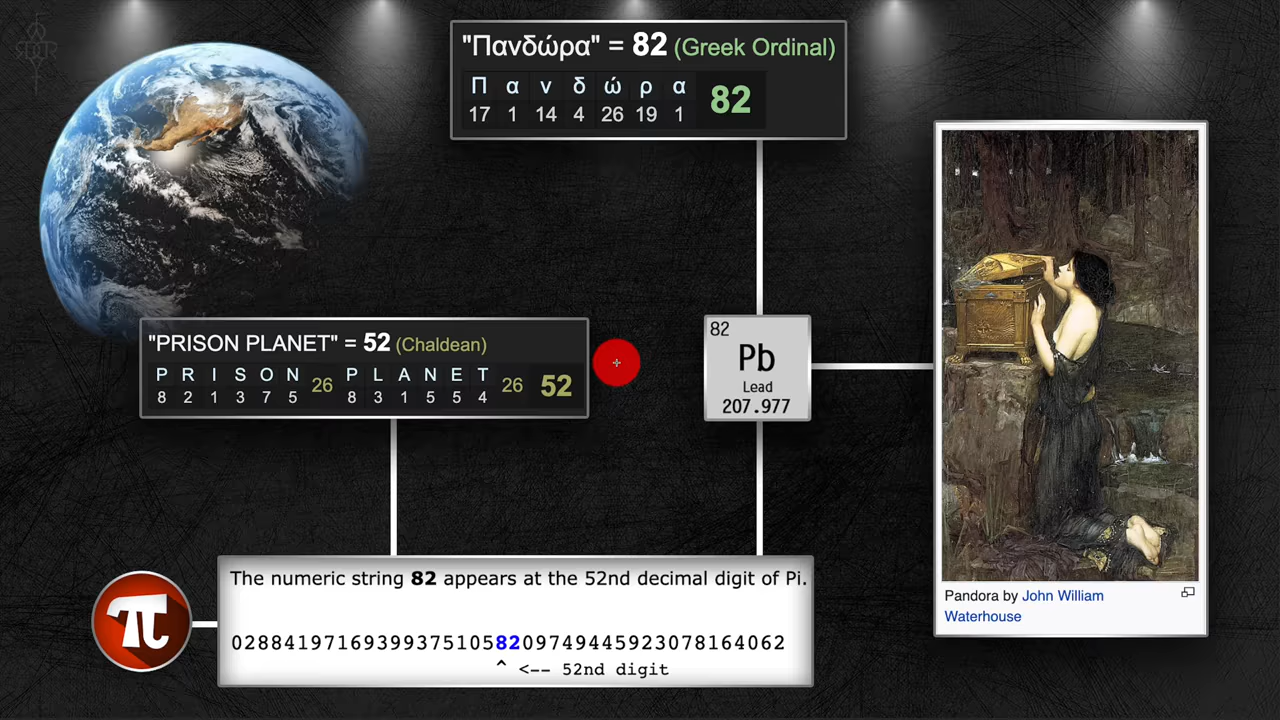 "Πανδώρα" = 82 (Greek Ordinal)
Π α ν δ ώ ρ α 82
17 1 14 4 26 19 1
"PRISON PLANET" = 52 (Chaldean)
P R I S O N 26 P L A N E T 26 52
8 2 1 3 7 5 8 3 1 5 5 4
82
Pb
Lead
207.977
The numeric string 82 appears at the 52nd decimal digit of Pi.
π
028841971693993751058209749445923078164062
^ <-- 52nd digit
Pandora by John William
Waterhouse